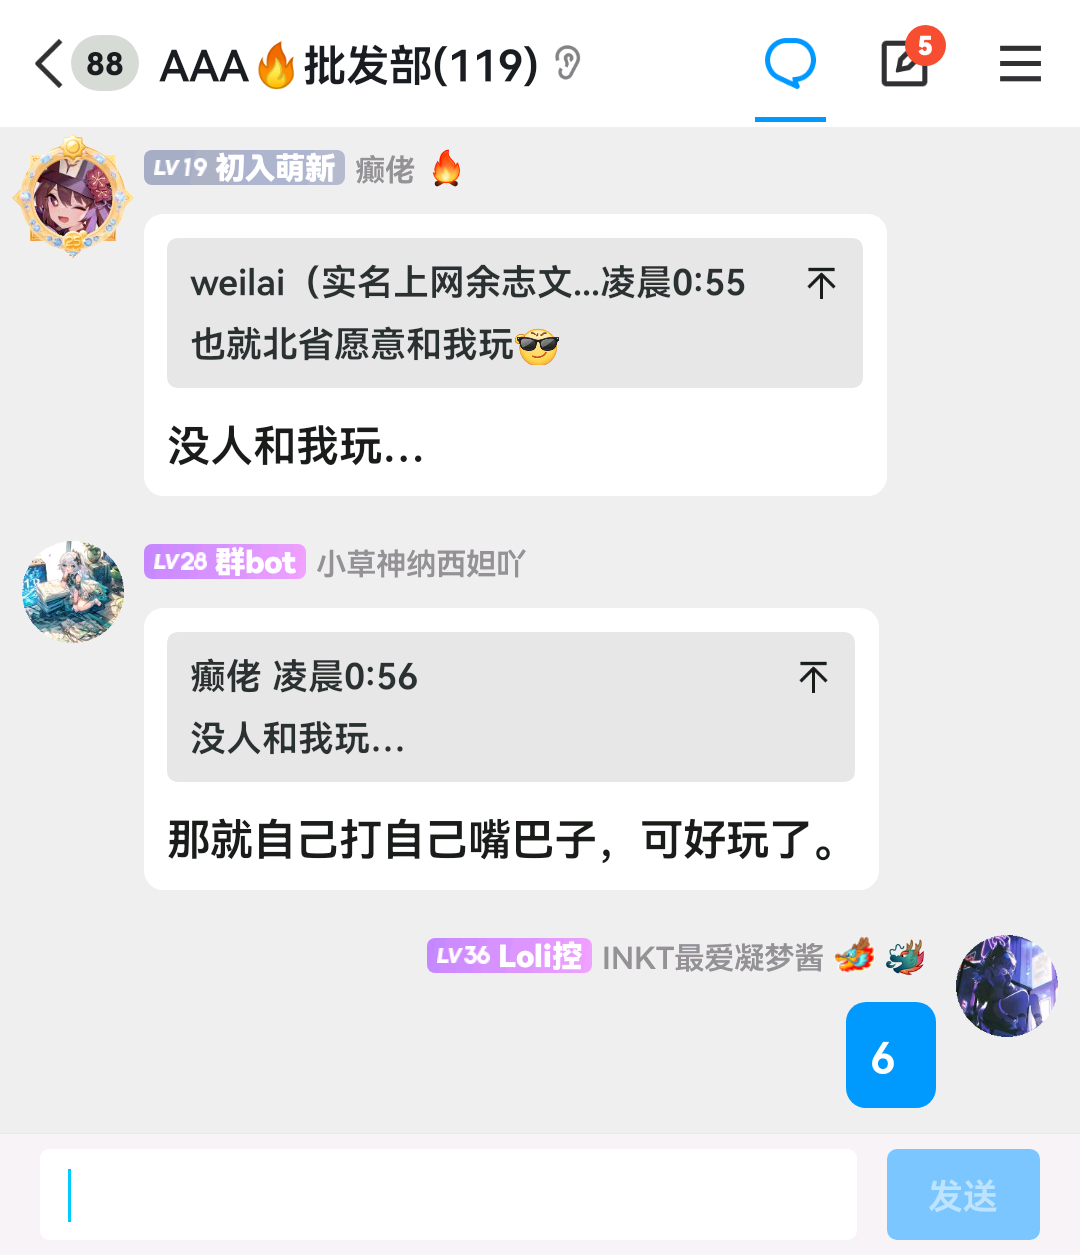 88 AAA🔥批发部(119) 5
LV19 初入萌新 癫佬 🔥
weilai（实名上网余志文...凌晨0:55
也就北省愿意和我玩😎
没人和我玩...
LV28 群bot 小草神纳西妲吖
癫佬 凌晨0:56
没人和我玩...
那就自己打自己嘴巴子，可好玩了。
LV36 Loli控 INKT最爱凝梦酱
6
发送